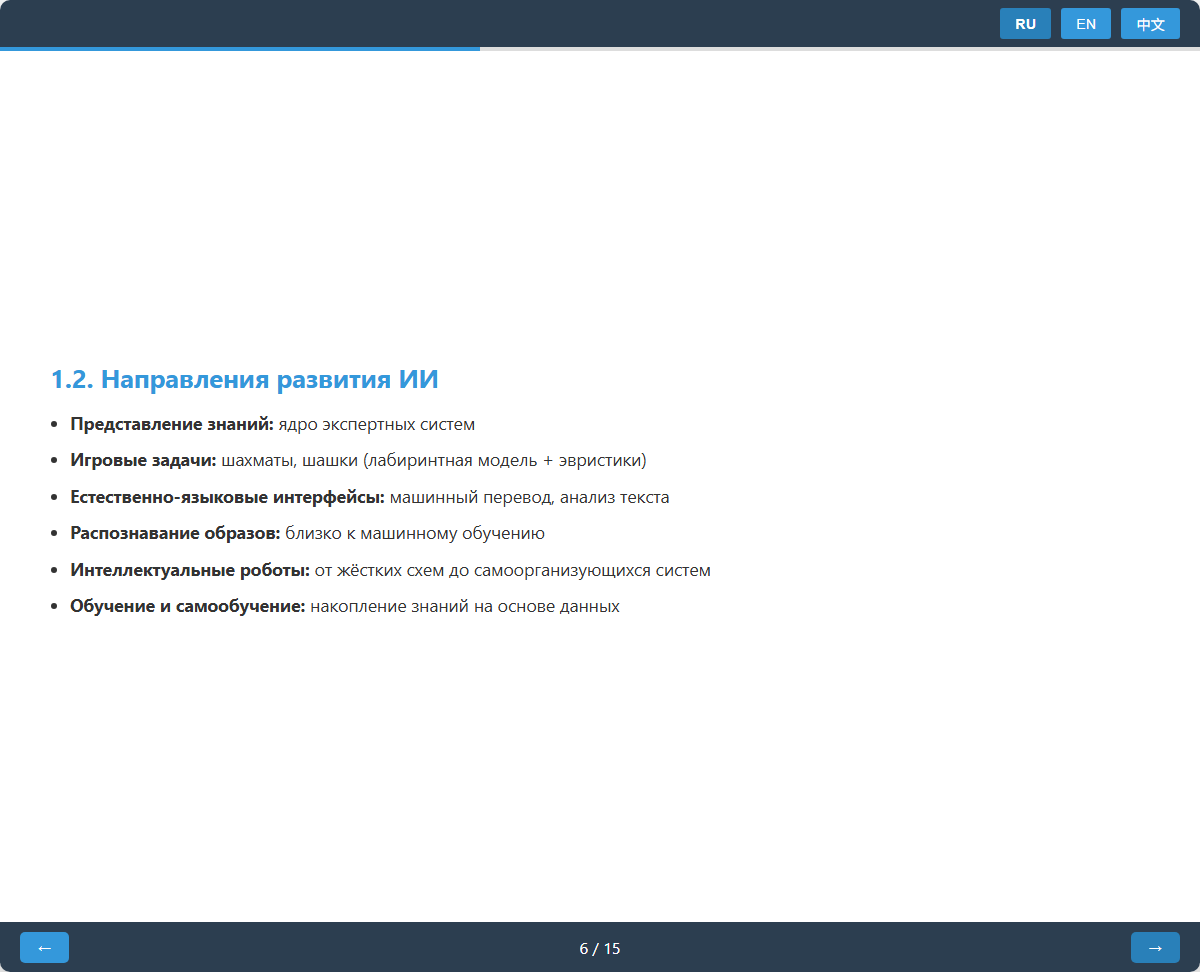 RU EN 中文
1.2. Направления развития ИИ
• Представление знаний: ядро экспертных систем
• Игровые задачи: шахматы, шашки (лабиринтная модель + эвристики)
• Естественно-языковые интерфейсы: машинный перевод, анализ текста
• Распознавание образов: близко к машинному обучению
• Интеллектуальные роботы: от жёстких схем до самоорганизующихся систем
• Обучение и самообучение: накопление знаний на основе данных
← 6 / 15 →